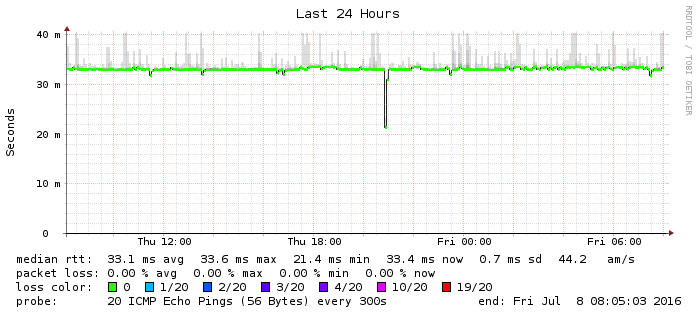 Last 24 Hours
RRDTOOL / TOBI OETIKER
Seconds
40 m
30 m
20 m
10 m
0
Thu 12:00 Thu 18:00 Fri 00:00 Fri 06:00
median rtt: 33.1 ms avg 33.6 ms max 21.4 ms min 33.4 ms now 0.7 ms sd 44.2 am/s
packet loss: 0.00 % avg 0.00 % max 0.00 % min 0.00 % now
loss color: 0 1/20 2/20 3/20 4/20 10/20 19/20
probe: 20 ICMP Echo Pings (56 Bytes) every 300s end: Fri Jul 8 08:05:03 2016